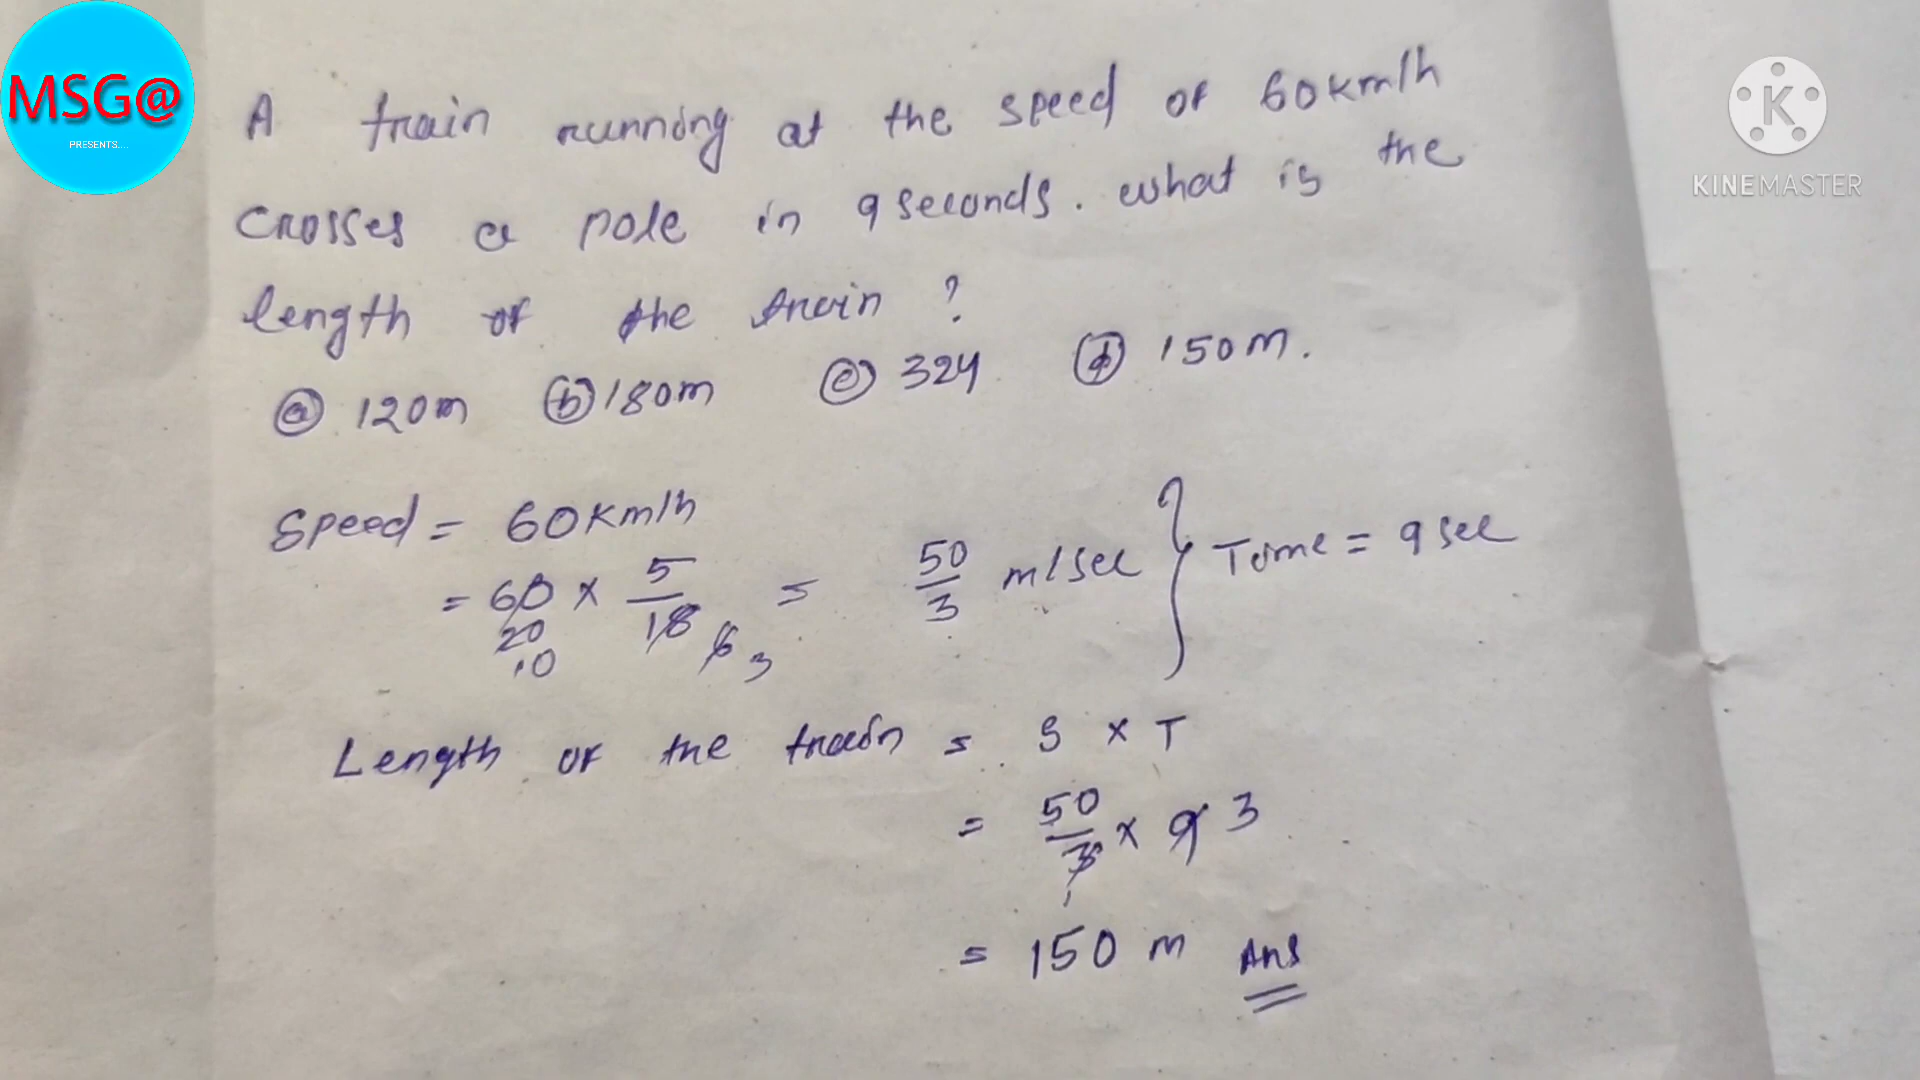 MSG@
PRESENTS....
K
KINEMASTER
A train running at the speed of 60km/h
crosses a pole in 9 seconds. what is the
length of the train ?
ⓐ 120m ⓑ 180m ⓒ 324 ⓓ 150m.
Speed = 60km/h
= 60 × 5/18 = 50/3 m/sec } Time = 9 sec
20 6 3
10
Length of the train = S × T
= 50/3 × 9 3
1
= 150 m Ans